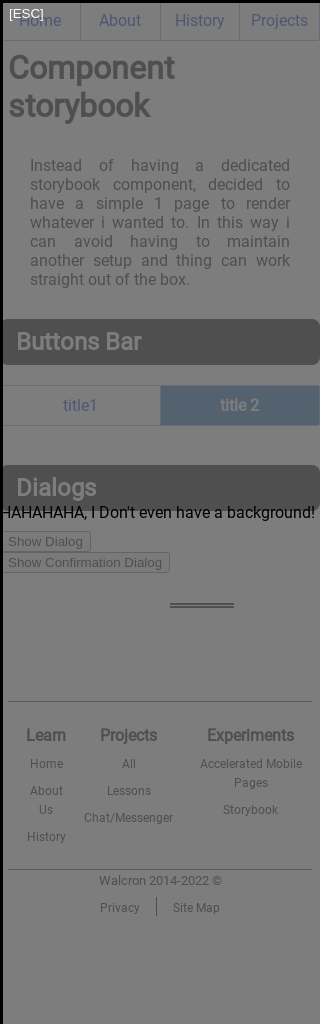 [ESC]
Home About History Projects
Component
storybook
Instead of having a dedicated
storybook component, decided to
have a simple 1 page to render
whatever i wanted to. In this way i
can avoid having to maintain
another setup and thing can work
straight out of the box.
Buttons Bar
title1 title 2
Dialogs
HAHAHAHA, I Don't even have a background!
Show Dialog
Show Confirmation Dialog
Learn
Home
About
Us
History
Projects
All
Lessons
Chat/Messenger
Experiments
Accelerated Mobile
Pages
Storybook
Walcron 2014-2022 ©
Privacy Site Map